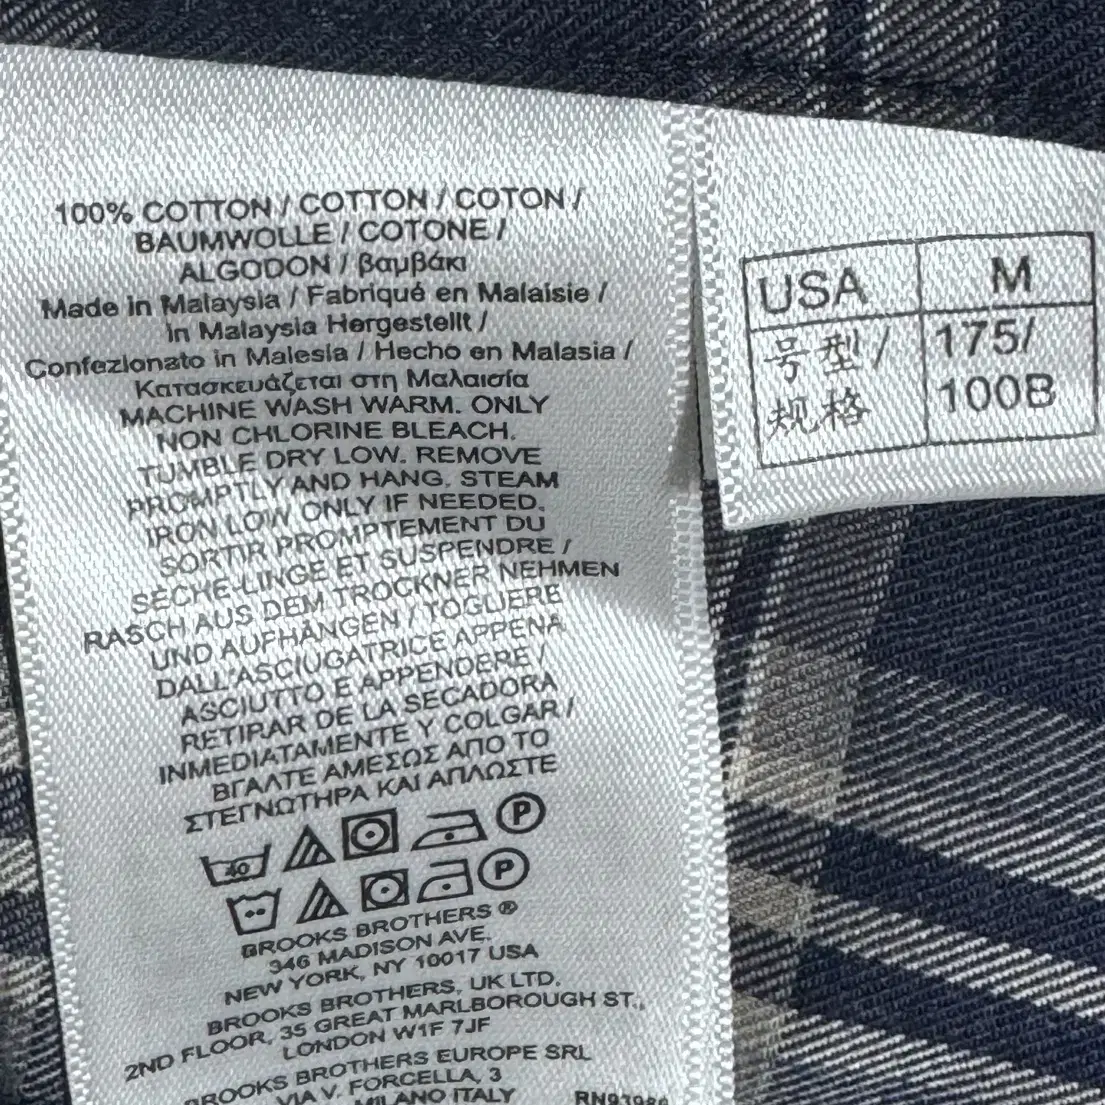 100% COTTON / COTTON / COTON /
BAUMWOLLE / COTONE /
ALGODON / βαμβάκι
Made in Malaysia / Fabriqué en Malaisie /
in Malaysia Hergestellt /
Confezionato in Malesia / Hecho en Malasia /
Κατασκευάζεται στη Μαλαισία
MACHINE WASH WARM. ONLY
NON CHLORINE BLEACH.
TUMBLE DRY LOW. REMOVE
PROMPTLY AND HANG. STEAM
IRON LOW ONLY IF NEEDED.
SORTIR PROMPTEMENT DU
SÈCHE-LINGE ET SUSPENDRE /
RASCH AUS DEM TROCKNER NEHMEN
UND AUFHÄNGEN / TOGLIERE
DALL'ASCIUGATRICE APPENA
ASCIUTTO E APPENDERE /
RETIRAR DE LA SECADORA
INMEDIATAMENTE Y COLGAR /
ΒΓΑΛΤΕ ΑΜΕΣΩΣ ΑΠΟ ΤΟ
ΣΤΕΓΝΩΤΗΡΑ ΚΑΙ ΑΠΛΩΣΤΕ
40 P
P
BROOKS BROTHERS ®
346 MADISON AVE.
NEW YORK, NY 10017 USA
BROOKS BROTHERS, UK LTD.
2ND FLOOR, 35 GREAT MARLBOROUGH ST.,
LONDON W1F 7JF
BROOKS BROTHERS EUROPE SRL
VIA V. FORCELLA, 3
MILANO ITALY
USA M
号型/ 175/
规格 100B